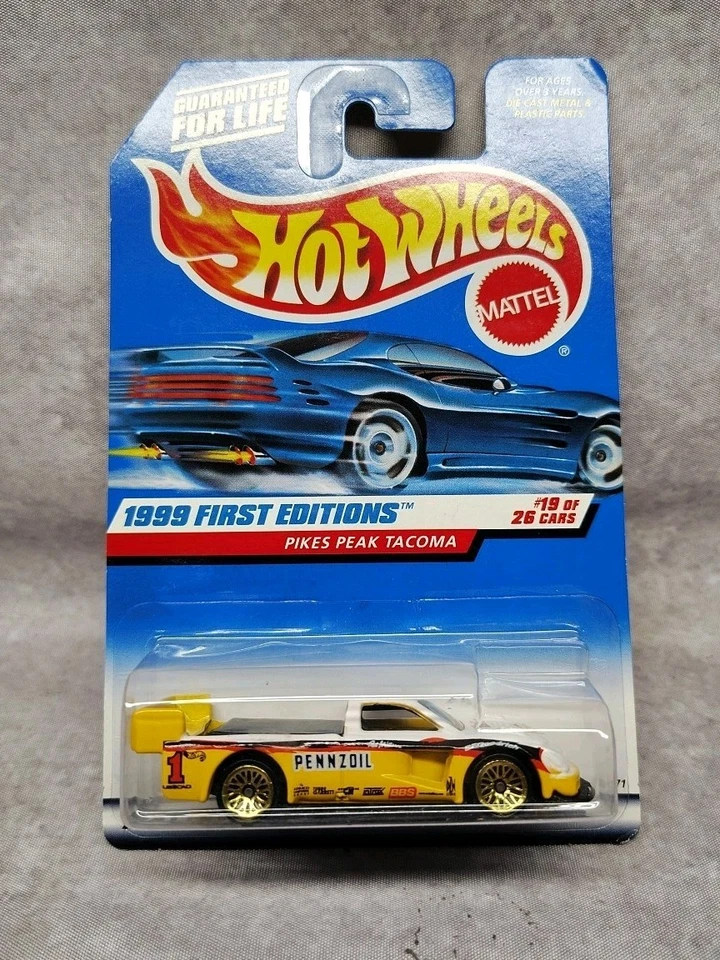 GUARANTEED
FOR LIFE
FOR AGES
OVER 3 YEARS.
DIE CAST METAL &
PLASTIC PARTS.
Hot Wheels
MATTEL
®
1999 FIRST EDITIONS™
#19 OF
26 CARS
PIKES PEAK TACOMA
1
PENNZOIL
BBS
71